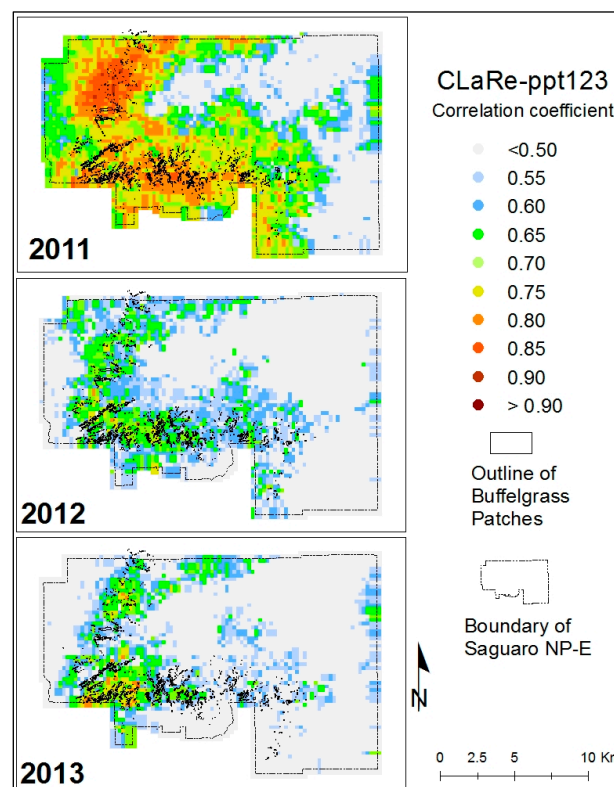 2011
2012
2013
CLaRe-ppt123
Correlation coefficient
<0.50
0.55
0.60
0.65
0.70
0.75
0.80
0.85
0.90
> 0.90
Outline of
Buffelgrass
Patches
Boundary of
Saguaro NP-E
N
0 2.5 5 10 Km